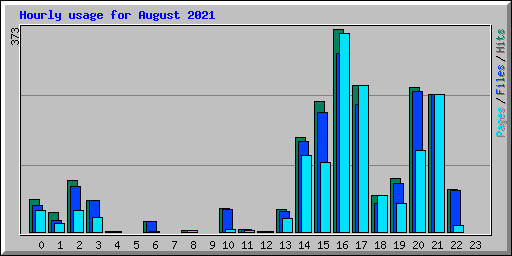 Hourly usage for August 2021
373
Pages / Files / Hits
0 1 2 3 4 5 6 7 8 9 10 11 12 13 14 15 16 17 18 19 20 21 22 23